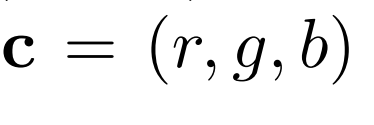 c = (r, g, b)